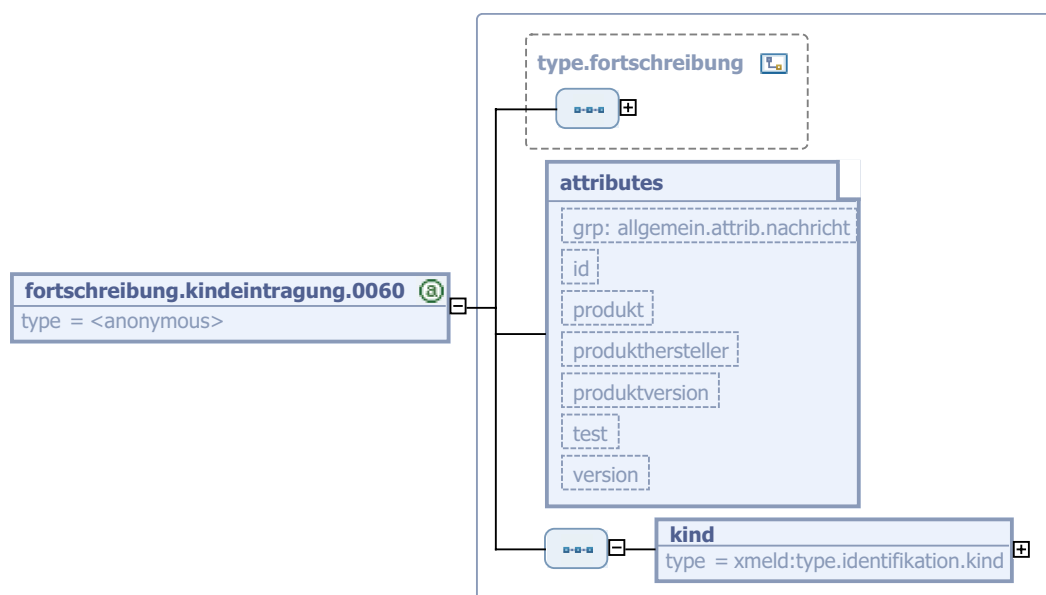 type.fortschreibung
attributes
grp: allgemein.attrib.nachricht
id
produkt
produkthersteller
produktversion
test
version
fortschreibung.kindeintragung.0060 @
type = <anonymous>
kind
type = xmeld:type.identifikation.kind